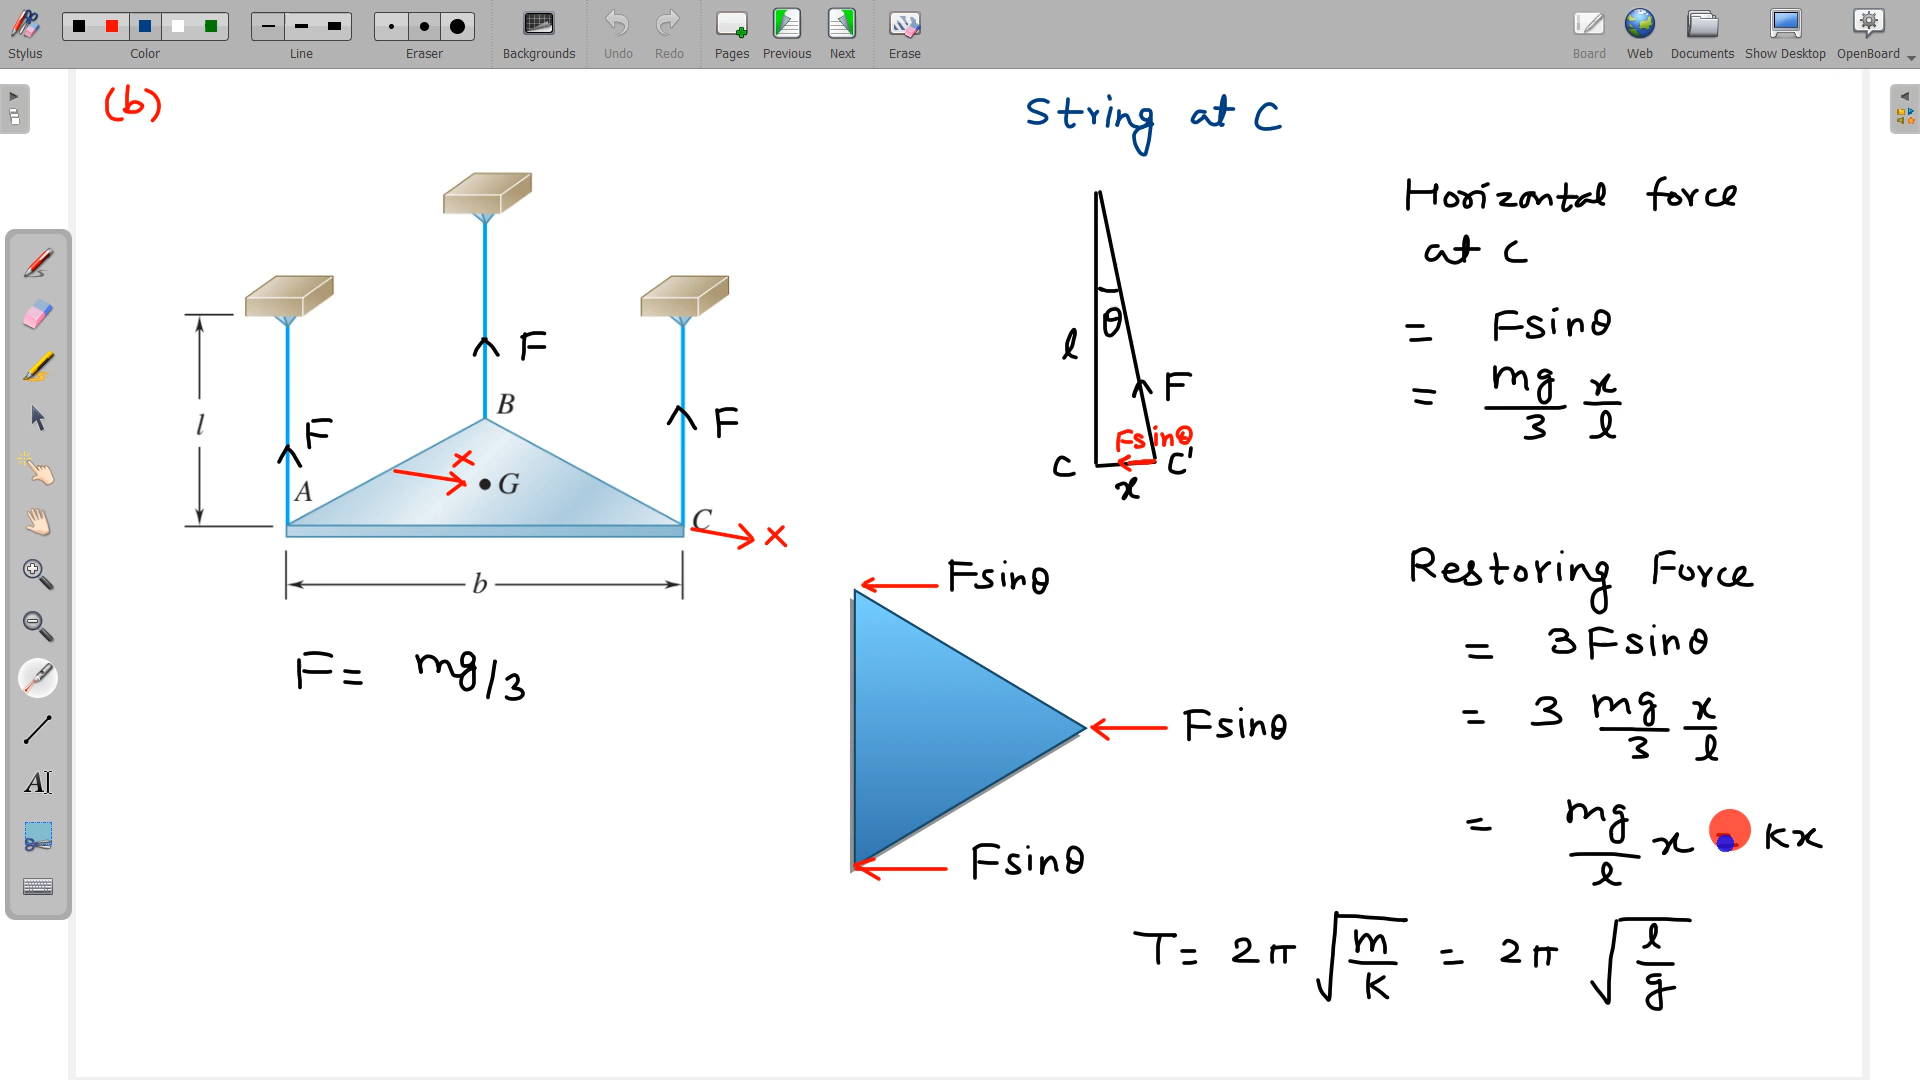 Stylus Color Line Eraser Backgrounds Undo Redo Pages Previous Next Erase Board Web Documents Show Desktop OpenBoard
(b)
String at C
F
F
F
l
A
B
C
G
x
x
b
F = mg/3
θ
l
F
Fsinθ
C
C'
x
Horizontal force
at C
= Fsinθ
= mg/3 x/l
Fsinθ
Fsinθ
Fsinθ
Restoring Force
= 3Fsinθ
= 3 mg/3 x/l
= mg/l x = Kx
T = 2π √(m/K) = 2π √(l/g)